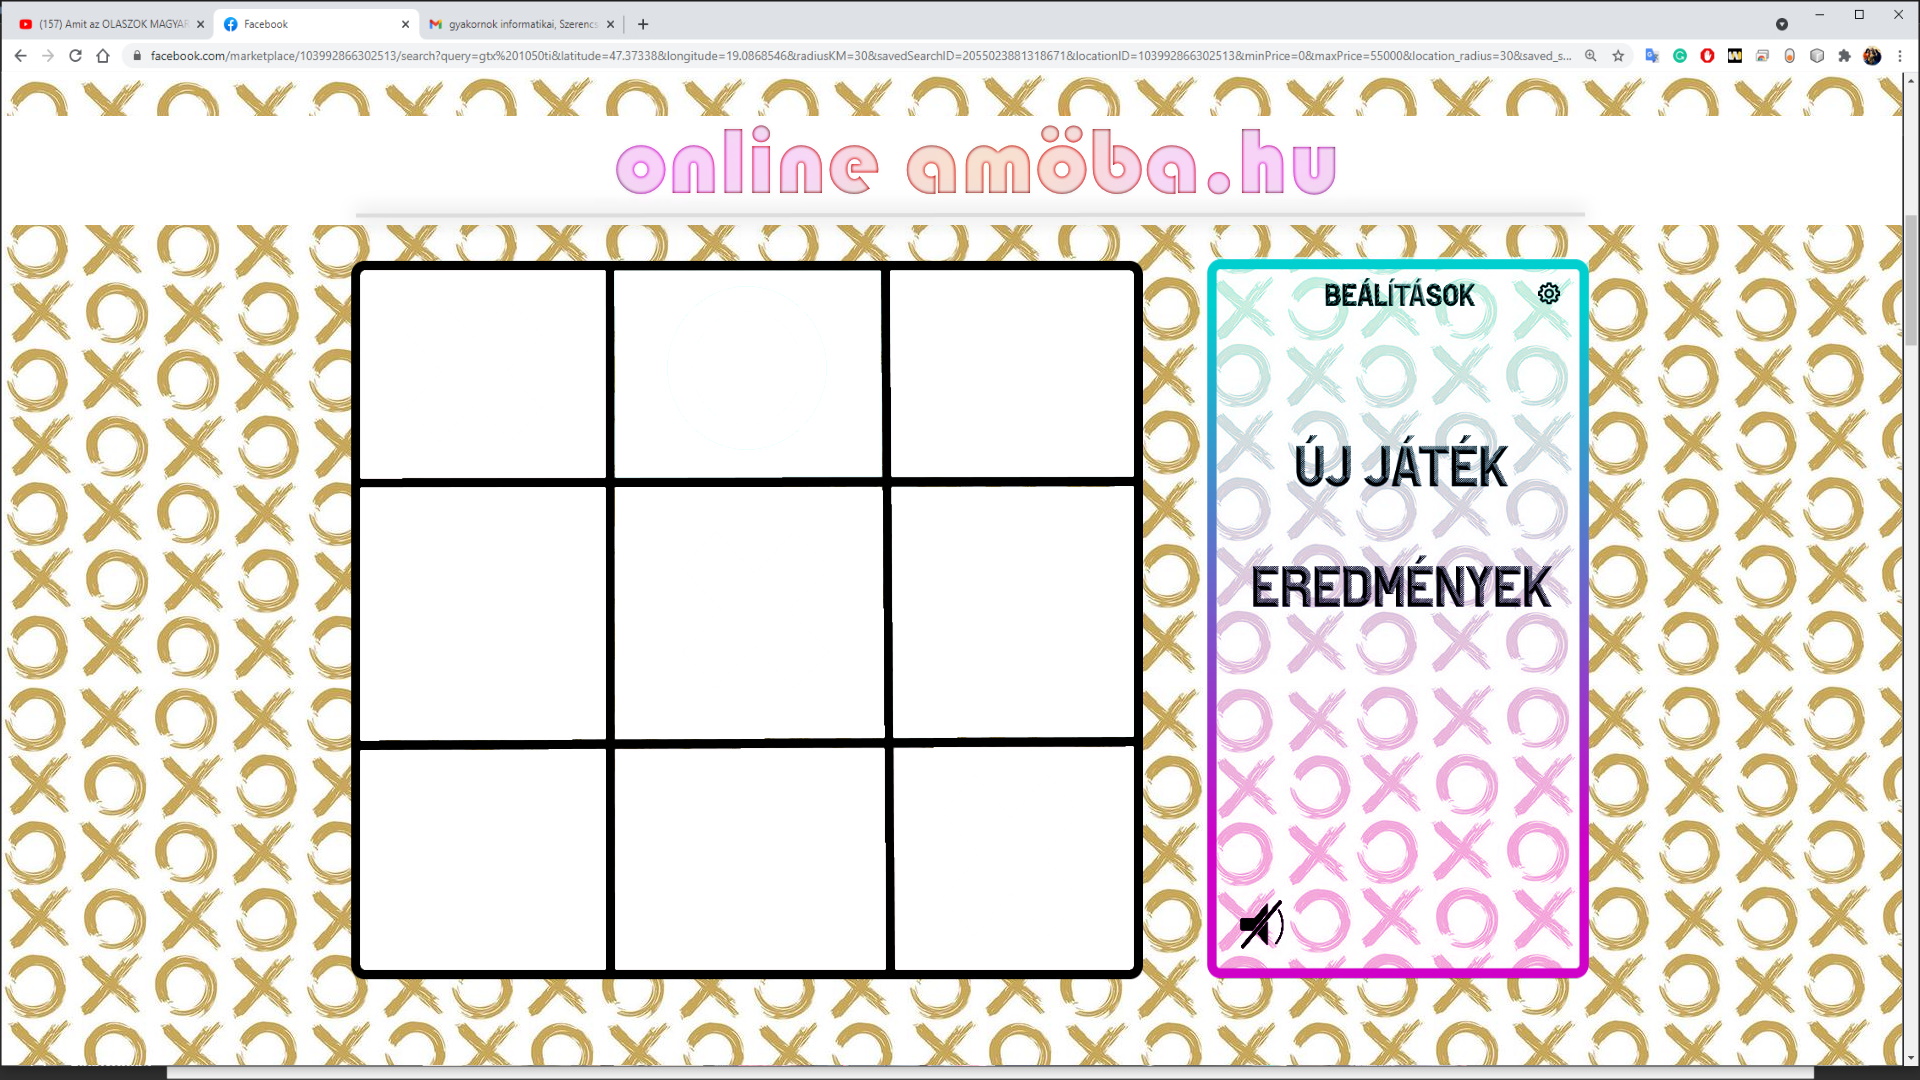 (157) Amit az OLASZOK MAGYAR
Facebook
gyakornok informatikai, Szerencs
facebook.com/marketplace/103992866302513/search?query=gtx%201050ti&latitude=47.37338&longitude=19.0868546&radiusKM=30&savedSearchID=2055023881318671&locationID=103992866302513&minPrice=0&maxPrice=55000&location_radius=30&saved_s...
online amöba.hu
BEÁLÍTÁSOK
ÚJ JÁTÉK
EREDMÉNYEK